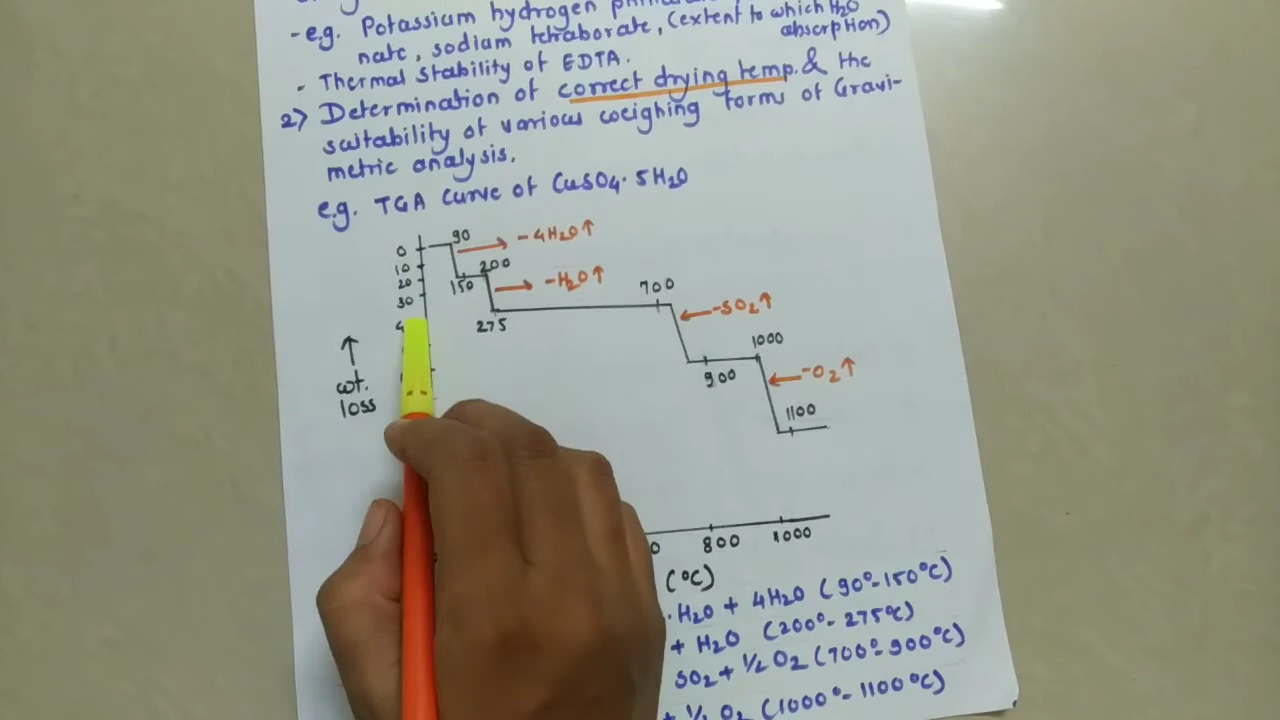 -e.g. Potassium hydrogen
nate, sodium tetraborate, (extent to which H₂O
absorption)
- Thermal stability of EDTA.
2) Determination of correct drying temp. & the
suitability of various weighing forms of Gravi-
metric analysis.
e.g. TGA curve of CuSO₄·5H₂O
0
10
20
30
4
↑
wt.
loss
90
-4H₂O↑
150
200
-H₂O↑
275
700
-SO₂↑
900
1000
-O₂↑
1100
0 800 1000
(°C)
.H₂O + 4H₂O (90°-150°C)
+ H₂O (200°-275°C)
SO₂ + ½ O₂ (700°-900°C)
+ ½ O₂ (1000°-1100°C)